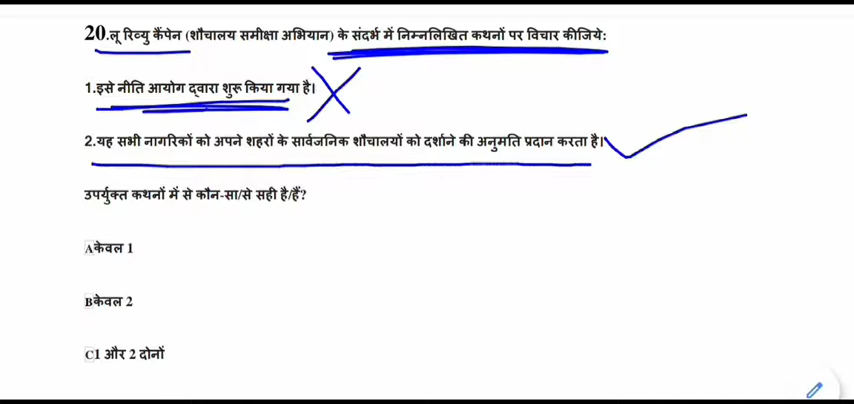 20.लू रिव्यु कैंपेन (शौचालय समीक्षा अभियान) के संदर्भ में निम्नलिखित कथनों पर विचार कीजिये:
1.इसे नीति आयोग द्वारा शुरू किया गया है।
2.यह सभी नागरिकों को अपने शहरों के सार्वजनिक शौचालयों को दर्शाने की अनुमति प्रदान करता है।
उपर्युक्त कथनों में से कौन-सा/से सही है/हैं?
Aकेवल 1
Bकेवल 2
C1 और 2 दोनों